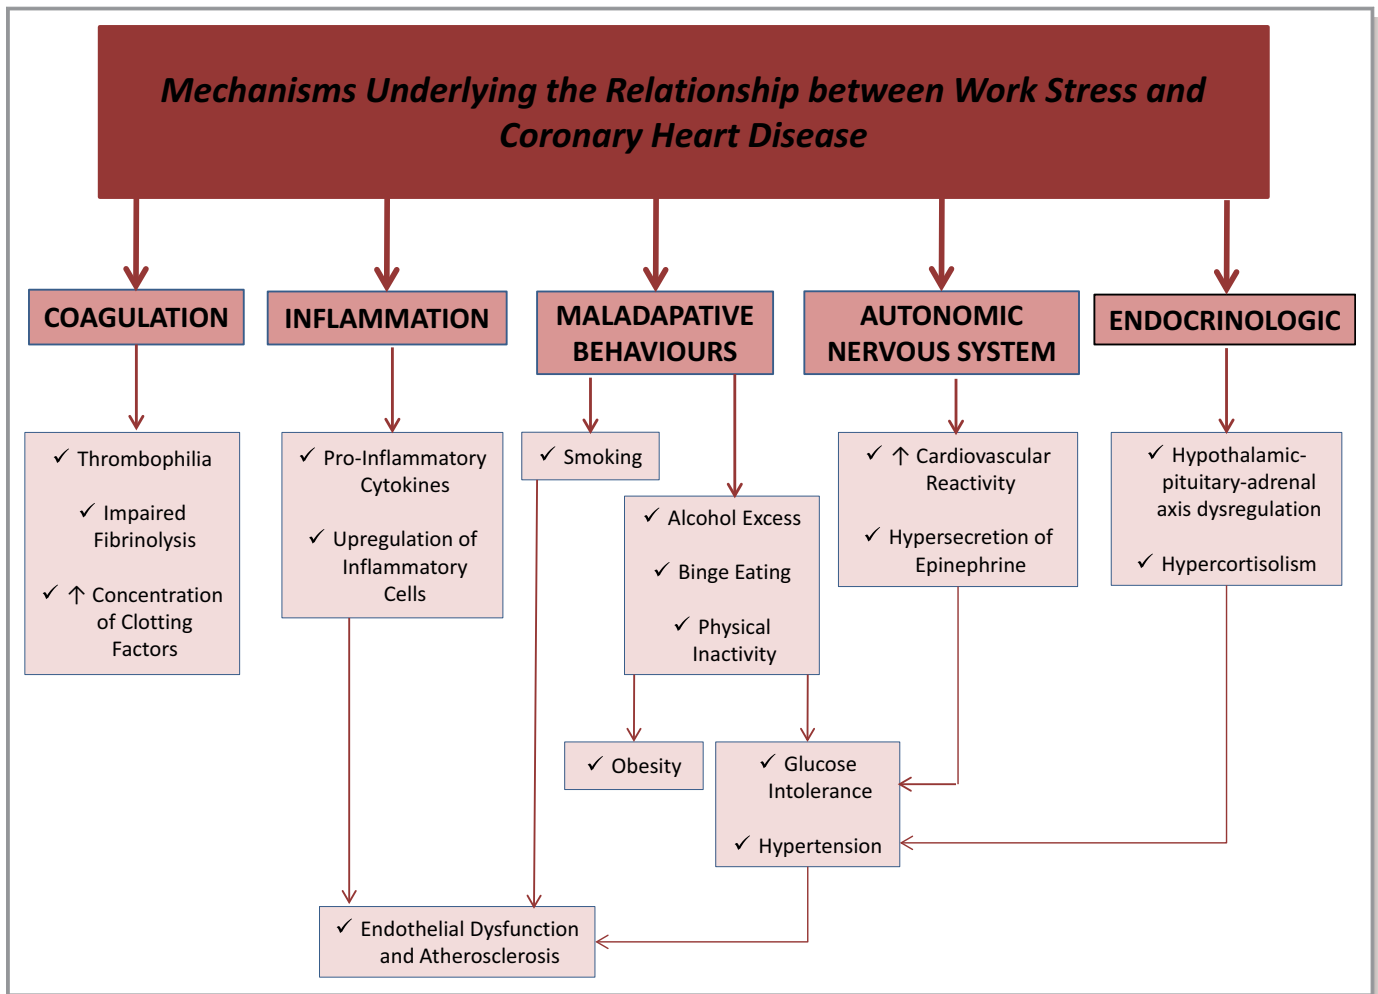 Mechanisms Underlying the Relationship between Work Stress and
Coronary Heart Disease
COAGULATION
✓ Thrombophilia
✓ Impaired
Fibrinolysis
✓ ↑ Concentration
of Clotting
Factors
INFLAMMATION
✓ Pro-Inflammatory
Cytokines
✓ Upregulation of
Inflammatory
Cells
MALADAPATIVE
BEHAVIOURS
✓ Smoking
✓ Alcohol Excess
✓ Binge Eating
✓ Physical
Inactivity
✓ Obesity
AUTONOMIC
NERVOUS SYSTEM
✓ ↑ Cardiovascular
Reactivity
✓ Hypersecretion of
Epinephrine
ENDOCRINOLOGIC
✓ Hypothalamic-
pituitary-adrenal
axis dysregulation
✓ Hypercortisolism
✓ Glucose
Intolerance
✓ Hypertension
✓ Endothelial Dysfunction
and Atherosclerosis